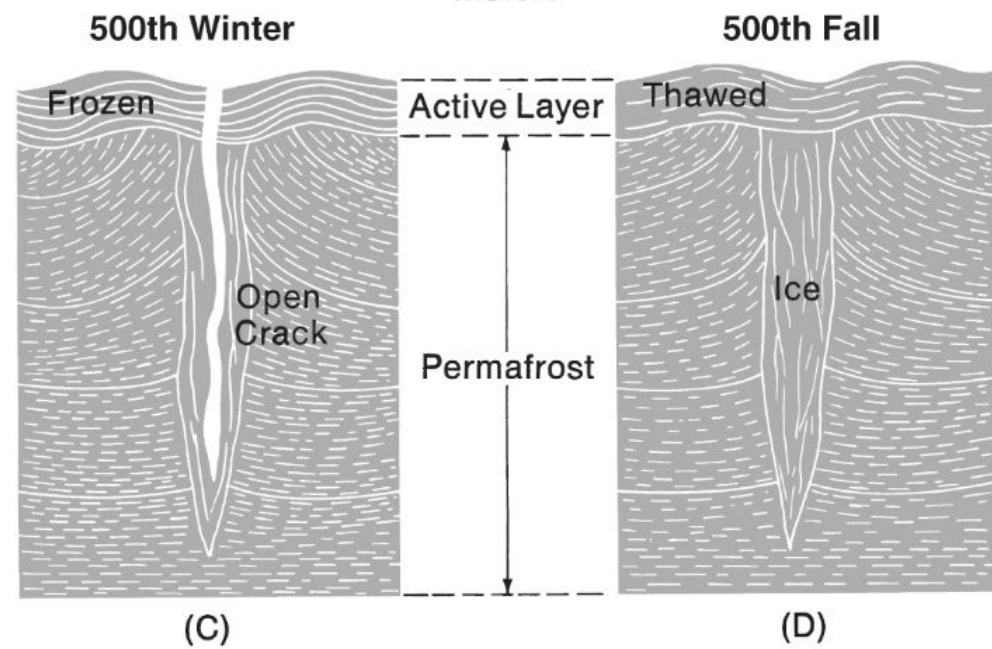 500th Winter
500th Fall
Frozen
Active Layer
Thawed
Open
Crack
Ice
Permafrost
(C)
(D)